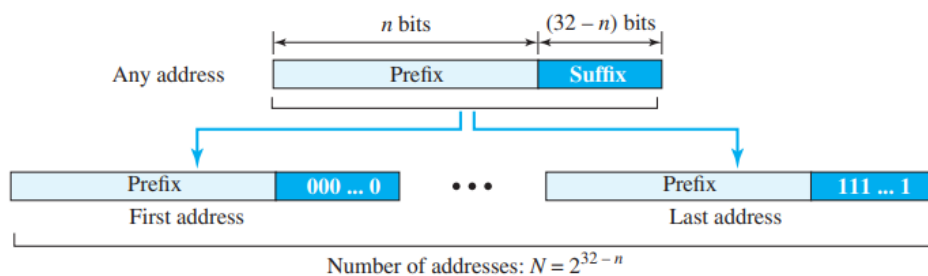 n bits (32 – n) bits
Any address Prefix Suffix
Prefix 000 ... 0 ••• Prefix 111 ... 1
First address Last address
Number of addresses: N = 2^{32 – n}